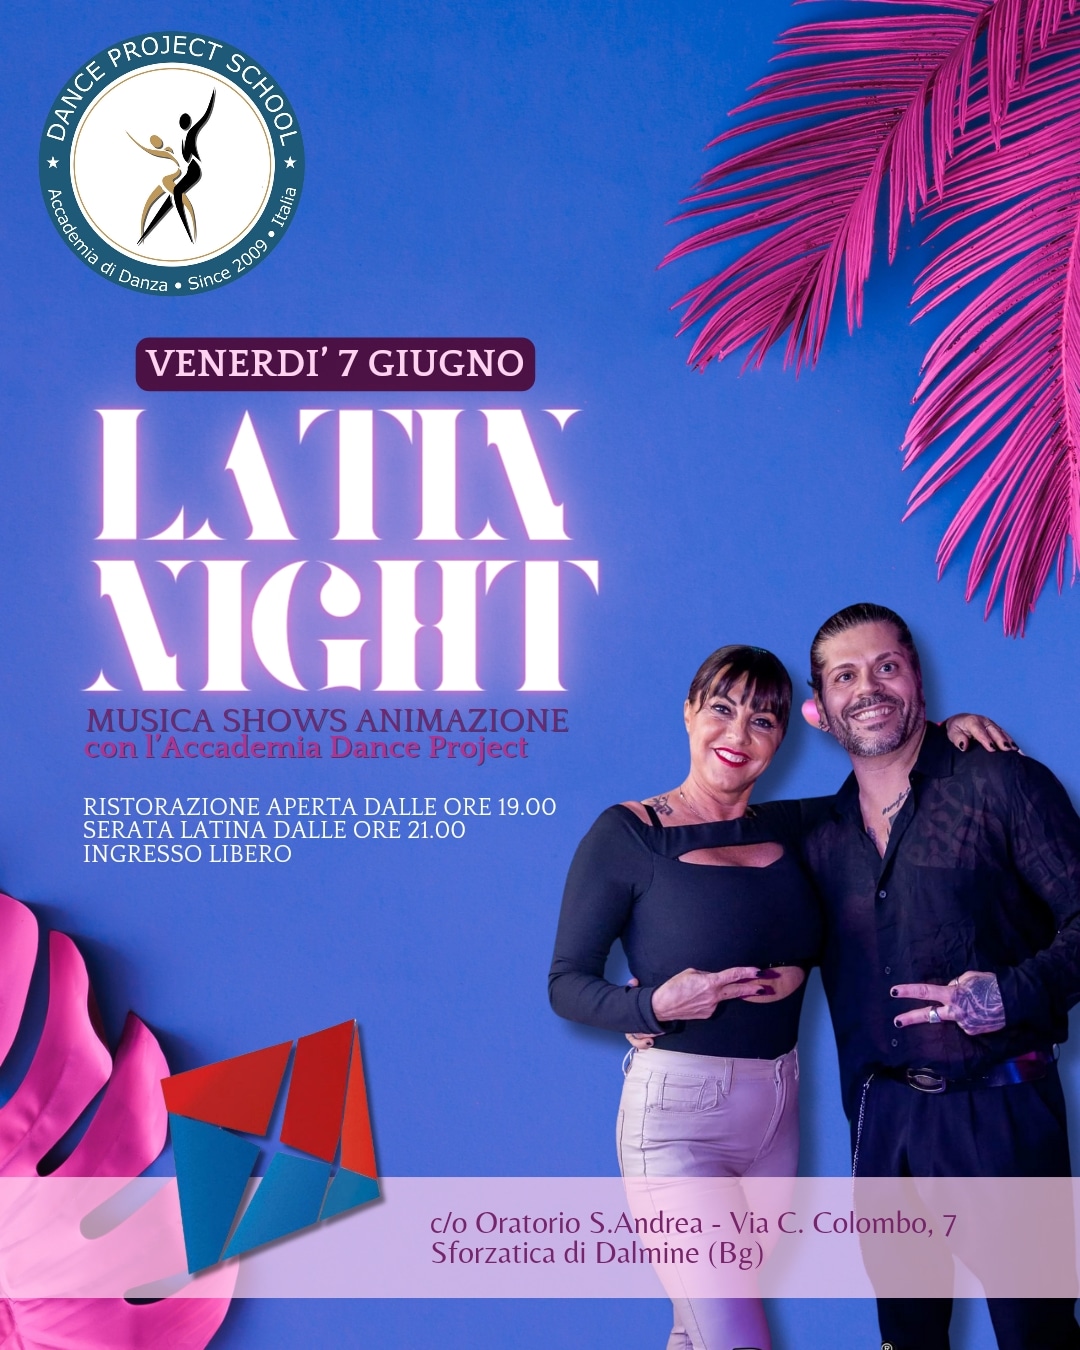 DANCE PROJECT SCHOOL
Accademia di Danza • Since 2009 • Italia
VENERDI’ 7 GIUGNO
LATIN
NIGHT
MUSICA SHOWS ANIMAZIONE
con l’Accademia Dance Project
RISTORAZIONE APERTA DALLE ORE 19.00
SERATA LATINA DALLE ORE 21.00
INGRESSO LIBERO
c/o Oratorio S.Andrea - Via C. Colombo, 7
Sforzatica di Dalmine (Bg)
®